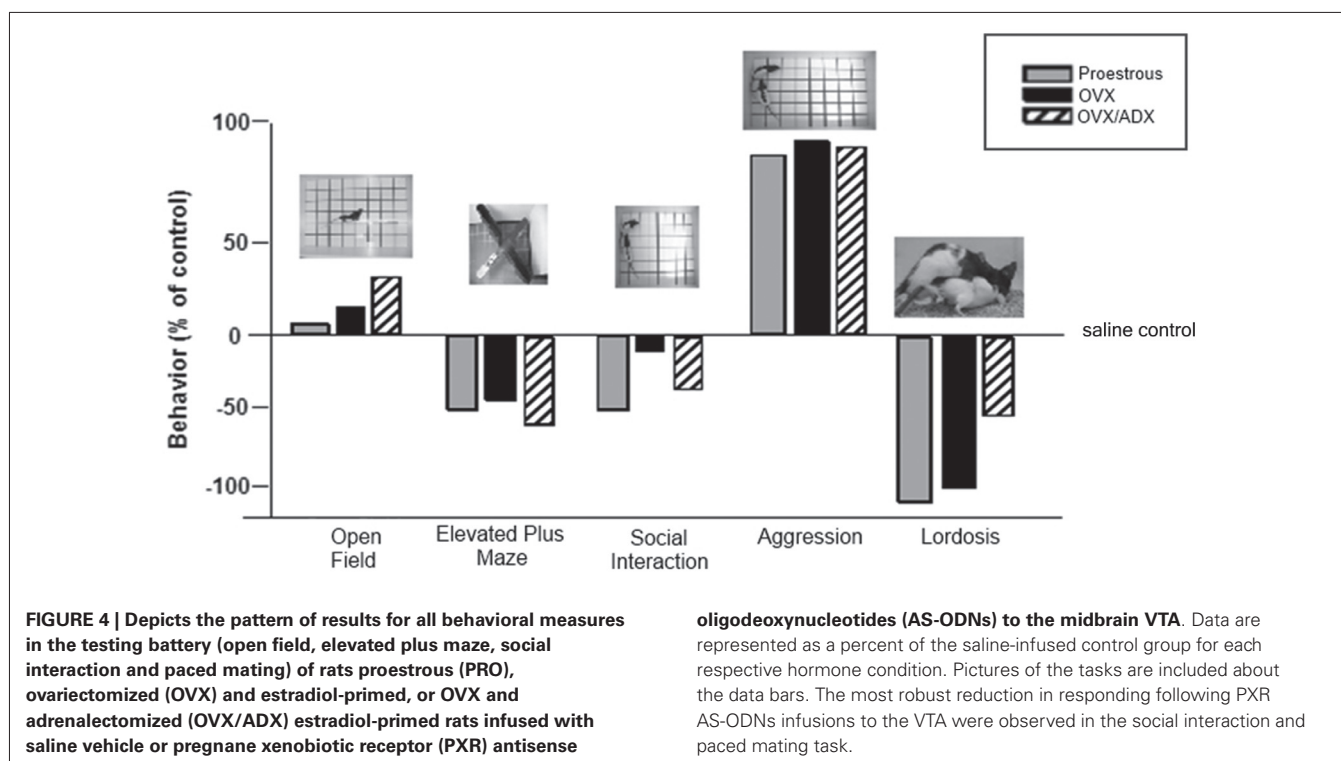 Proestrous
OVX
OVX/ADX
100
50
0
-50
-100
Behavior (% of control)
saline control
Open
Field
Elevated Plus
Maze
Social
Interaction
Aggression
Lordosis
FIGURE 4 | Depicts the pattern of results for all behavioral measures
in the testing battery (open field, elevated plus maze, social
interaction and paced mating) of rats proestrous (PRO),
ovariectomized (OVX) and estradiol-primed, or OVX and
adrenalectomized (OVX/ADX) estradiol-primed rats infused with
saline vehicle or pregnane xenobiotic receptor (PXR) antisense
oligodeoxynucleotides (AS-ODNs) to the midbrain VTA. Data are
represented as a percent of the saline-infused control group for each
respective hormone condition. Pictures of the tasks are included about
the data bars. The most robust reduction in responding following PXR
AS-ODNs infusions to the VTA were observed in the social interaction and
paced mating task.